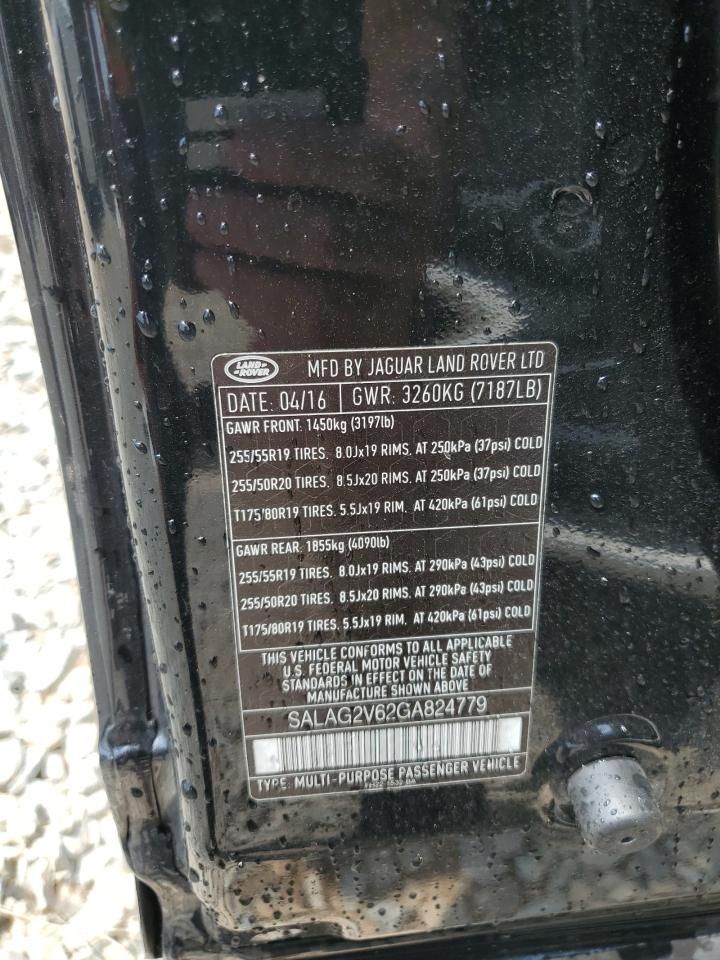 LAND ROVER
MFD BY JAGUAR LAND ROVER LTD
DATE: 04/16 GWR: 3260KG (7187LB)
GAWR FRONT: 1450kg (3197lb)
255/55R19 TIRES, 8.0Jx19 RIMS, AT 250kPa (37psi) COLD
255/50R20 TIRES, 8.5Jx20 RIMS, AT 250kPa (37psi) COLD
T175/80R19 TIRES, 5.5Jx19 RIM, AT 420kPa (61psi) COLD
GAWR REAR: 1855kg (4090lb)
255/55R19 TIRES, 8.0Jx19 RIMS, AT 290kPa (43psi) COLD
255/50R20 TIRES, 8.5Jx20 RIMS, AT 290kPa (43psi) COLD
T175/80R19 TIRES, 5.5Jx19 RIM, AT 420kPa (61psi) COLD
THIS VEHICLE CONFORMS TO ALL APPLICABLE
U.S. FEDERAL MOTOR VEHICLE SAFETY
STANDARDS IN EFFECT ON THE DATE OF
MANUFACTURE SHOWN ABOVE
SALAG2V62GA824779
TYPE: MULTI-PURPOSE PASSENGER VEHICLE